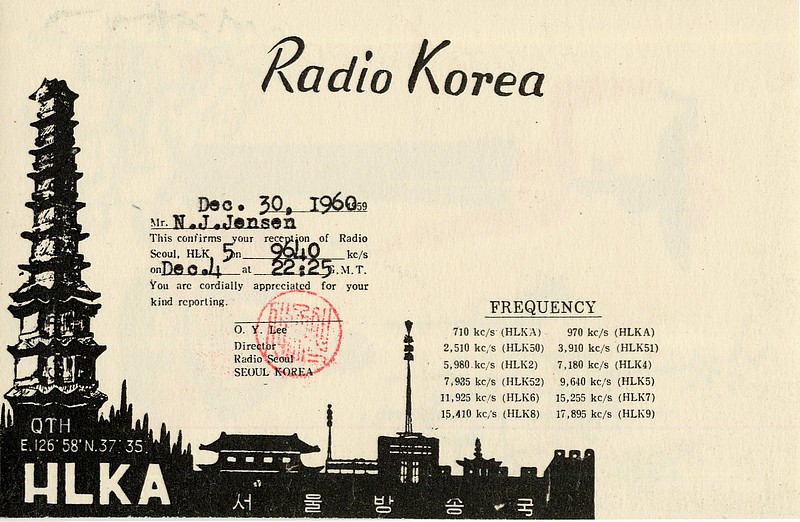 Radio Korea
Dec. 30, 1960 1959
Mr. N.J.Jensen
This confirms your reception of Radio
Seoul, HLK 5 on 9640 kc/s
on Dec.4 at 22:25 G.M.T.
You are cordially appreciated for your
kind reporting.
O. Y. Lee
Director
Radio Seoul
SEOUL KOREA
FREQUENCY
710 kc/s (HLKA) 970 kc/s (HLKA)
2,510 kc/s (HLK50) 3,910 kc/s (HLK51)
5,980 kc/s (HLK2) 7,180 kc/s (HLK4)
7,935 kc/s (HLK52) 9,640 kc/s (HLK5)
11,925 kc/s (HLK6) 15,255 kc/s (HLK7)
15,410 kc/s (HLK8) 17,895 kc/s (HLK9)
QTH
E.126°58' N.37°35'
HLKA
서울방송국